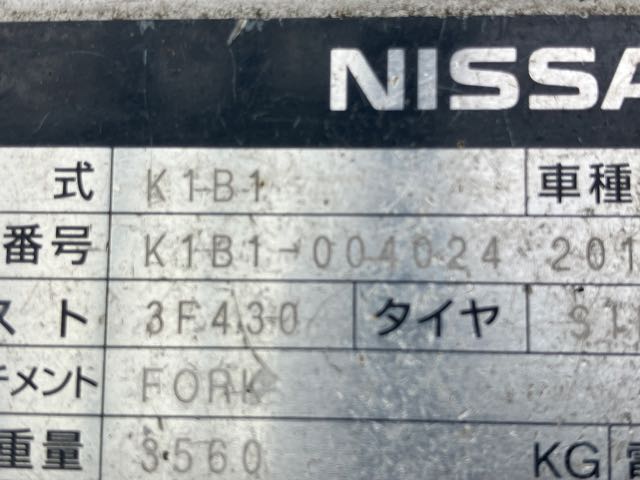 NISSA
式 K1B1 車種
番号 K1B1-004024 201
スト 3F430 タイヤ S1
チメント FORK
重量 3560 KG